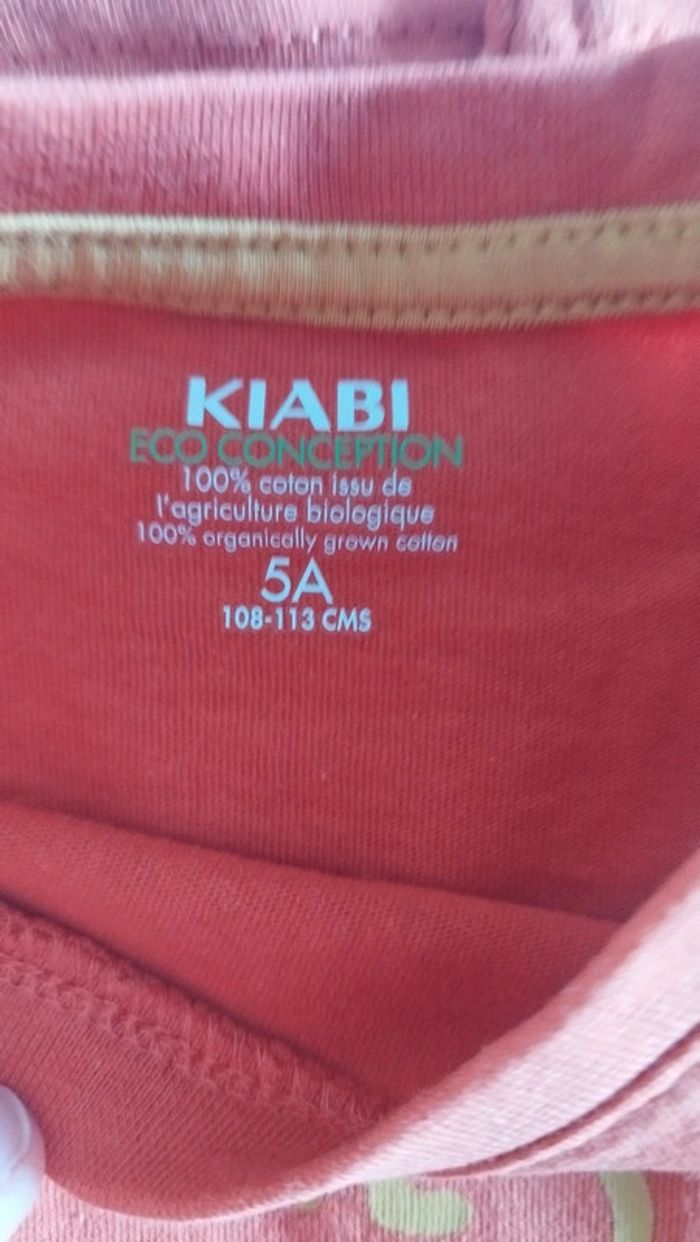 KIABI
ECO CONCEPTION
100% coton issu de
l'agriculture biologique
100% organically grown cotton
5A
108-113 CMS